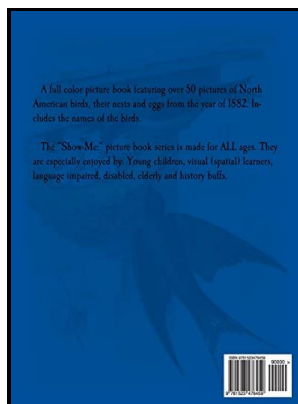 A full color picture book featuring over 50 pictures of North
American birds, their nests and eggs from the year of 1882. In-
cludes the names of the birds.
The "Show-Me" picture book series is made for ALL ages. They
are especially enjoyed by: Young children, visual (spatial) learners,
language impaired, disabled, elderly and history buffs.
90000 >